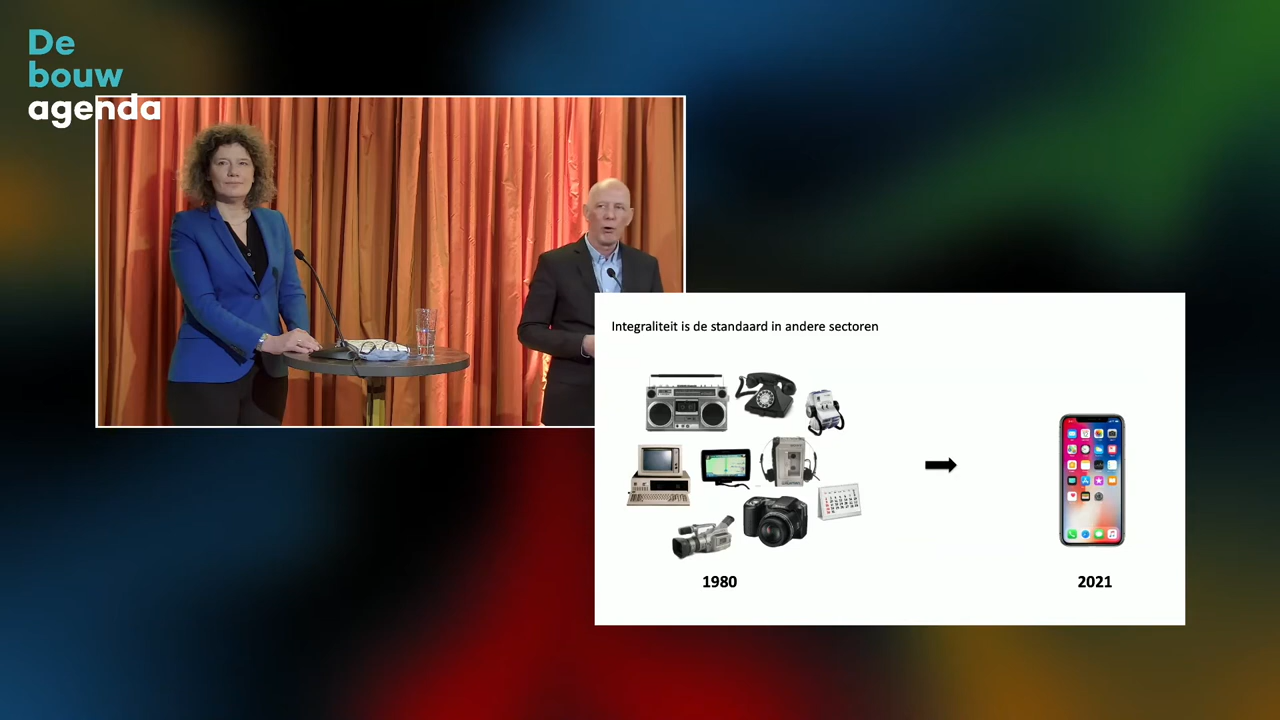 De
bouw
agenda
Integraliteit is de standaard in andere sectoren
1980
2021